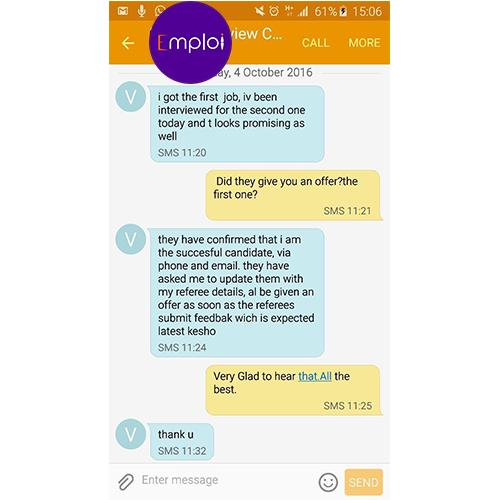 61% 15:06
Emploi
view C... CALL MORE
day, 4 October 2016
V
i got the first job, iv been
interviewed for the second one
today and t looks promising as
well
SMS 11:20
Did they give you an offer?the
first one?
SMS 11:21
V
they have confirmed that i am
the succesful candidate, via
phone and email. they have
asked me to update them with
my referee details, al be given an
offer as soon as the referees
submit feedbak wich is expected
latest kesho
SMS 11:24
Very Glad to hear that.All the
best.
SMS 11:25
V
thank u
SMS 11:32
Enter message
SEND